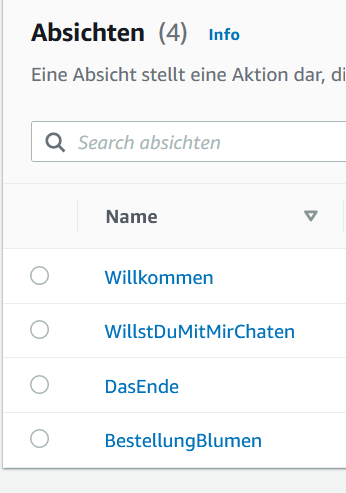 Absichten (4) Info
Eine Absicht stellt eine Aktion dar, di
Search absichten
Name
Willkommen
WillstDuMitMirChaten
DasEnde
BestellungBlumen